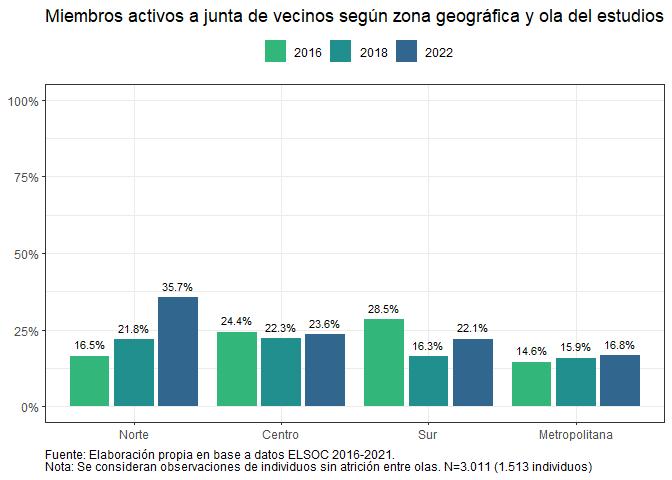 Miembros activos a junta de vecinos según zona geográfica y ola del estudios
2016 2018 2022
100%
75%
50%
25%
0%
16.5% 21.8% 35.7%
24.4% 22.3% 23.6%
28.5% 16.3% 22.1%
14.6% 15.9% 16.8%
Norte Centro Sur Metropolitana
Fuente: Elaboración propia en base a datos ELSOC 2016-2021.
Nota: Se consideran observaciones de individuos sin atrición entre olas. N=3.011 (1.513 individuos)